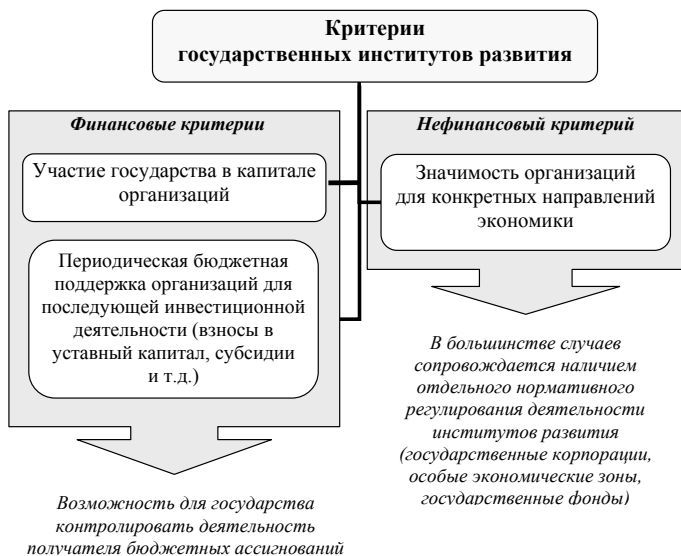 Критерии
государственных институтов развития
Финансовые критерии
Участие государства в капитале
организаций
Периодическая бюджетная
поддержка организаций для
последующей инвестиционной
деятельности (взносы в
уставный капитал, субсидии
и т.д.)
Возможность для государства
контролировать деятельность
получателя бюджетных ассигнований
Нефинансовый критерий
Значимость организаций
для конкретных направлений
экономики
В большинстве случаев
сопровождается наличием
отдельного нормативного
регулирования деятельности
институтов развития
(государственные корпорации,
особые экономические зоны,
государственные фонды)